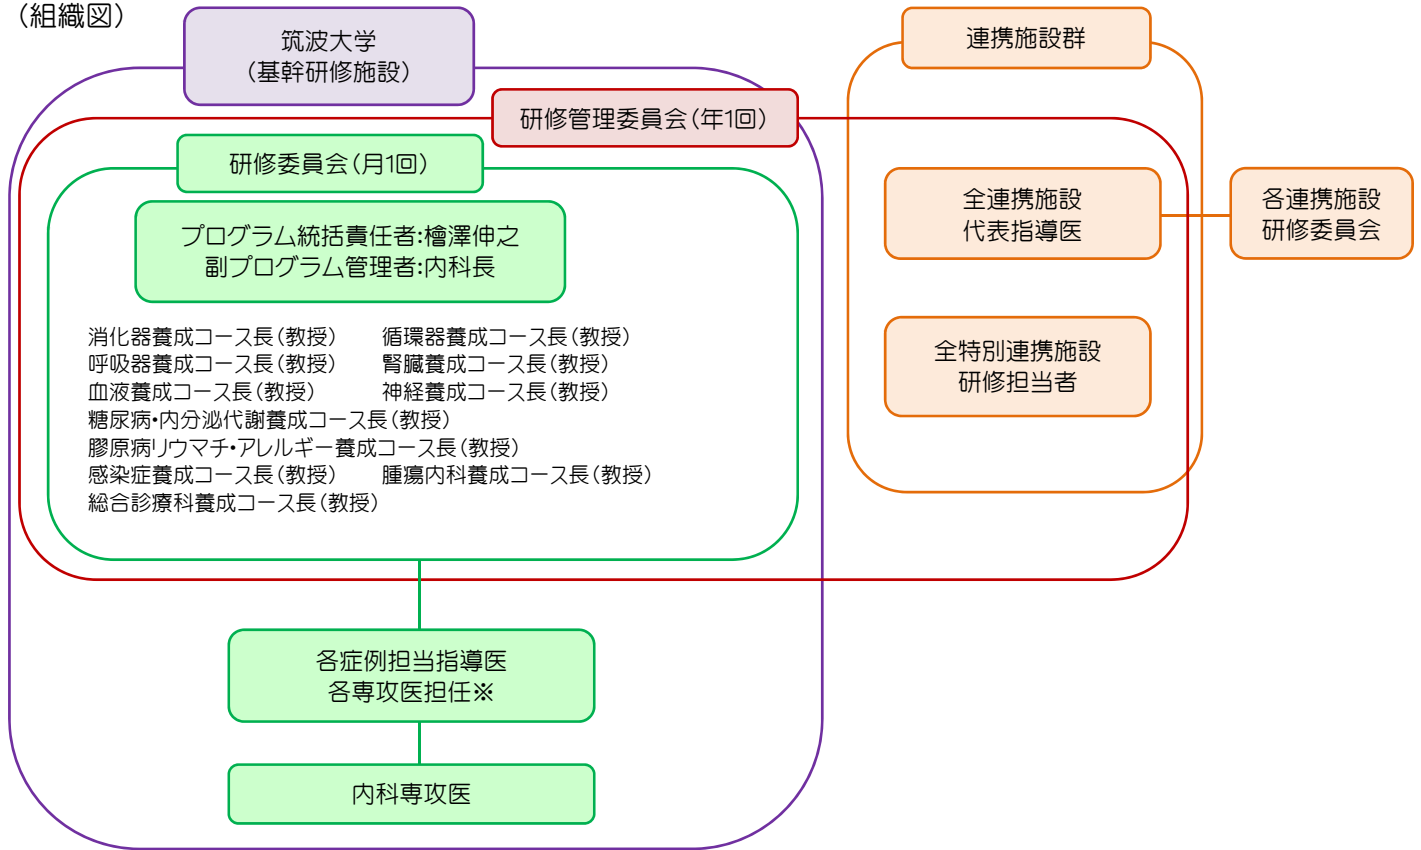 （組織図）
筑波大学
（基幹研修施設）
連携施設群
研修管理委員会（年1回）
研修委員会（月1回）
プログラム統括責任者：檜澤伸之
副プログラム管理者：内科長
消化器養成コース長（教授）　循環器養成コース長（教授）
呼吸器養成コース長（教授）　腎臓養成コース長（教授）
血液養成コース長（教授）　神経養成コース長（教授）
糖尿病・内分泌代謝養成コース長（教授）
膠原病リウマチ・アレルギー養成コース長（教授）
感染症養成コース長（教授）　腫瘍内科養成コース長（教授）
総合診療科養成コース長（教授）
全連携施設
代表指導医
各連携施設
研修委員会
全特別連携施設
研修担当者
各症例担当指導医
各専攻医担任※
内科専攻医